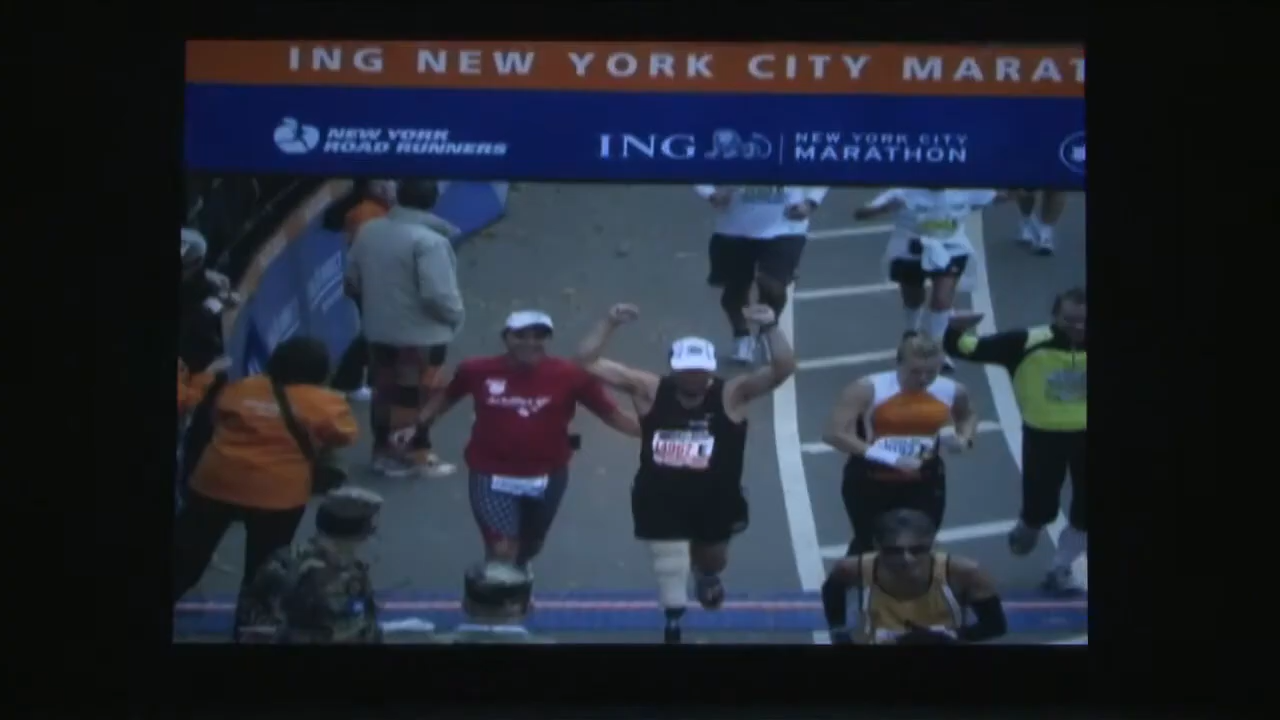 ING NEW YORK CITY MARAT
NEW YORK
ROAD RUNNERS
ING
NEW YORK CITY
MARATHON